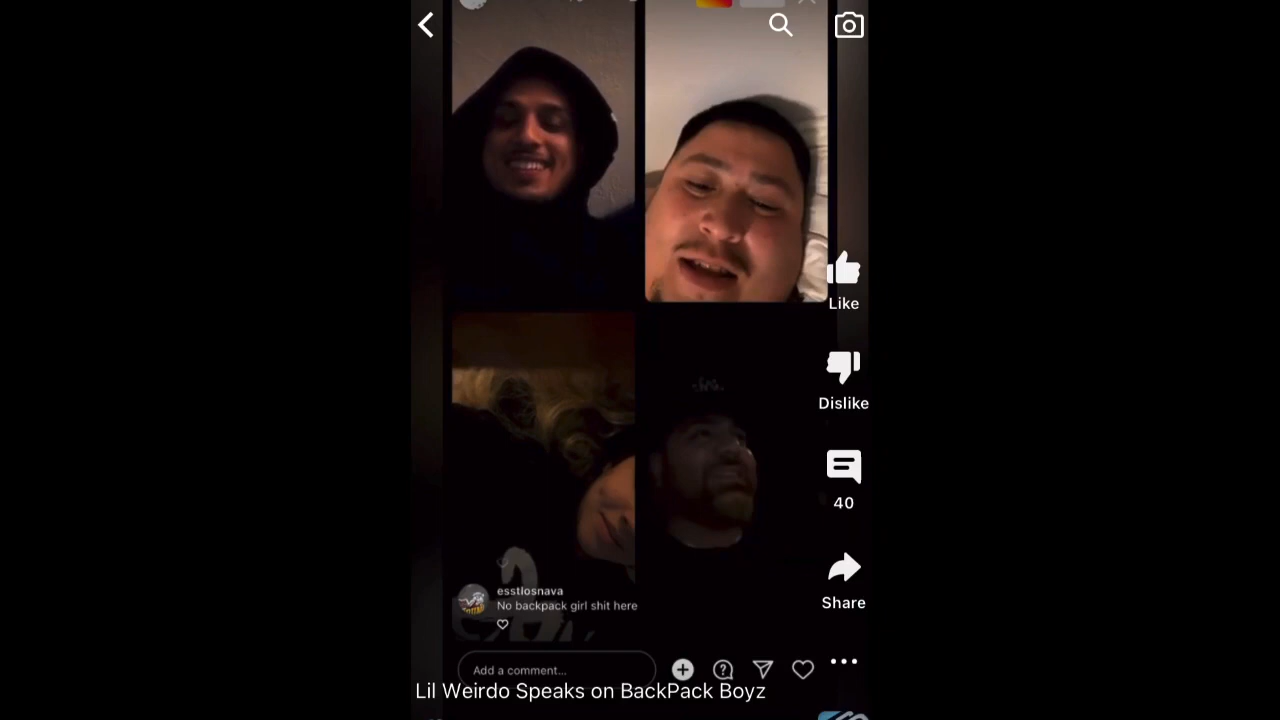 Like
Dislike
40
esstlosnava
No backpack girl shit here
Share
Add a comment...
Lil Weirdo Speaks on BackPack Boyz